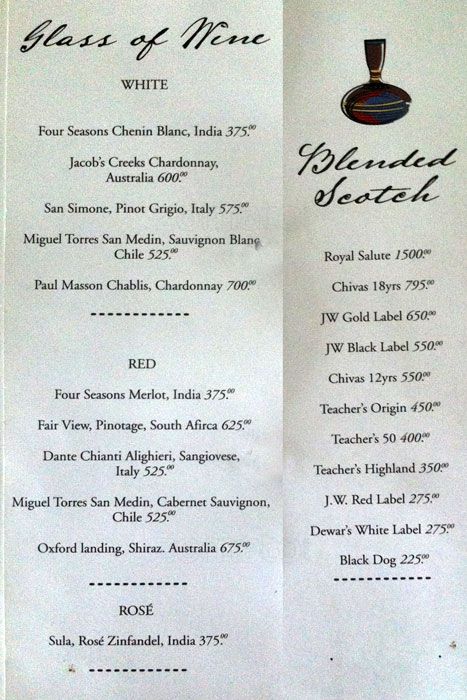 Glass of Wine
WHITE
Four Seasons Chenin Blanc, India 375.00
Jacob's Creeks Chardonnay,
Australia 600.00
San Simone, Pinot Grigio, Italy 575.00
Miguel Torres San Medin, Sauvignon Blanc
Chile 525.00
Paul Masson Chablis, Chardonnay 700.00
RED
Four Seasons Merlot, India 375.00
Fair View, Pinotage, South Afirca 625.00
Dante Chianti Alighieri, Sangiovese,
Italy 525.00
Miguel Torres San Medin, Cabernet Sauvignon,
Chile 525.00
Oxford landing, Shiraz. Australia 675.00
ROSÉ
Sula, Rosé Zinfandel, India 375.00
Blended
Scotch
Royal Salute 1500.00
Chivas 18yrs 795.00
JW Gold Label 650.00
JW Black Label 550.00
Chivas 12yrs 550.00
Teacher's Origin 450.00
Teacher's 50 400.00
Teacher's Highland 350.00
J.W. Red Label 275.00
Dewar's White Label 275.00
Black Dog 225.00